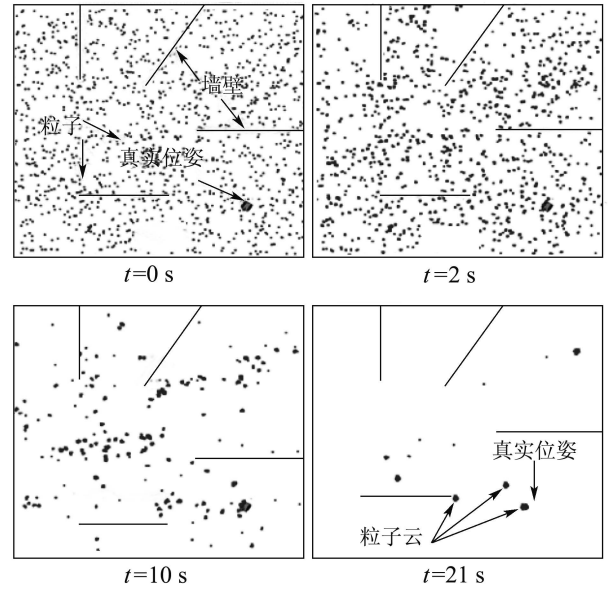 墙壁
粒子
真实位姿
t=0 s
t=2 s
真实位姿
粒子云
t=10 s
t=21 s